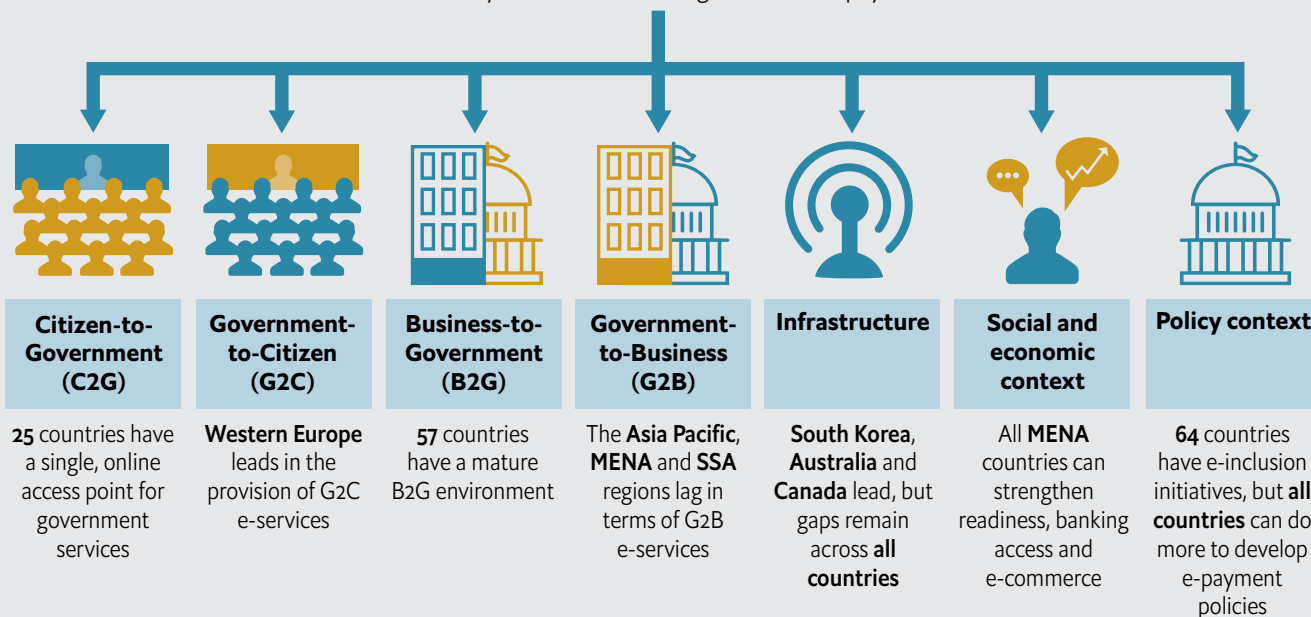 Citizen-to-
Government
(C2G)
25 countries have
a single, online
access point for
government
services
Government-
to-Citizen
(G2C)
Western Europe
leads in the
provision of G2C
e-services
Business-to-
Government
(B2G)
57 countries
have a mature
B2G environment
Government-
to-Business
(G2B)
The Asia Pacific,
MENA and SSA
regions lag in
terms of G2B
e-services
Infrastructure
South Korea,
Australia and
Canada lead, but
gaps remain
across all
countries
Social and
economic
context
All MENA
countries can
strengthen
readiness, banking
access and
e-commerce
Policy context
64 countries
have e-inclusion
initiatives, but all
countries can do
more to develop
e-payment
policies